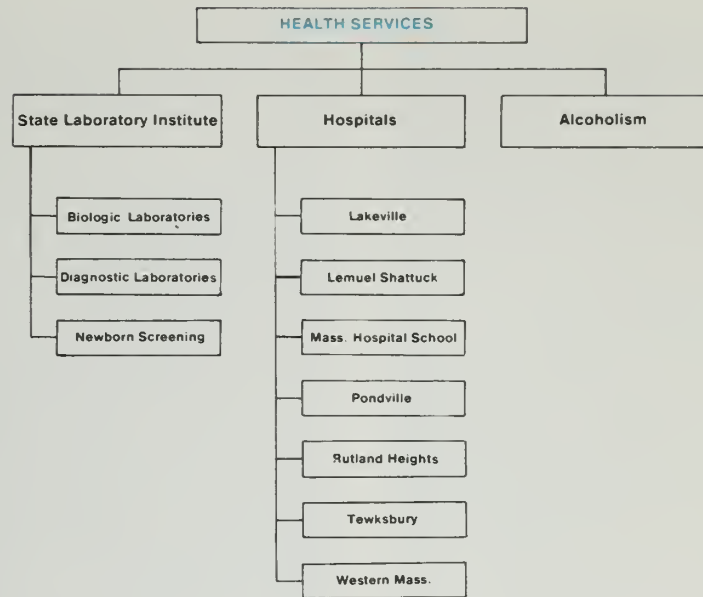 HEALTH SERVICES
State Laboratory Institute
Hospitals
Alcoholism
Biologic Laboratories
Diagnostic Laboratories
Newborn Screening
Lakeville
Lemuel Shattuck
Mass. Hospital School
Pondville
Rutland Heights
Tewksbury
Western Mass.